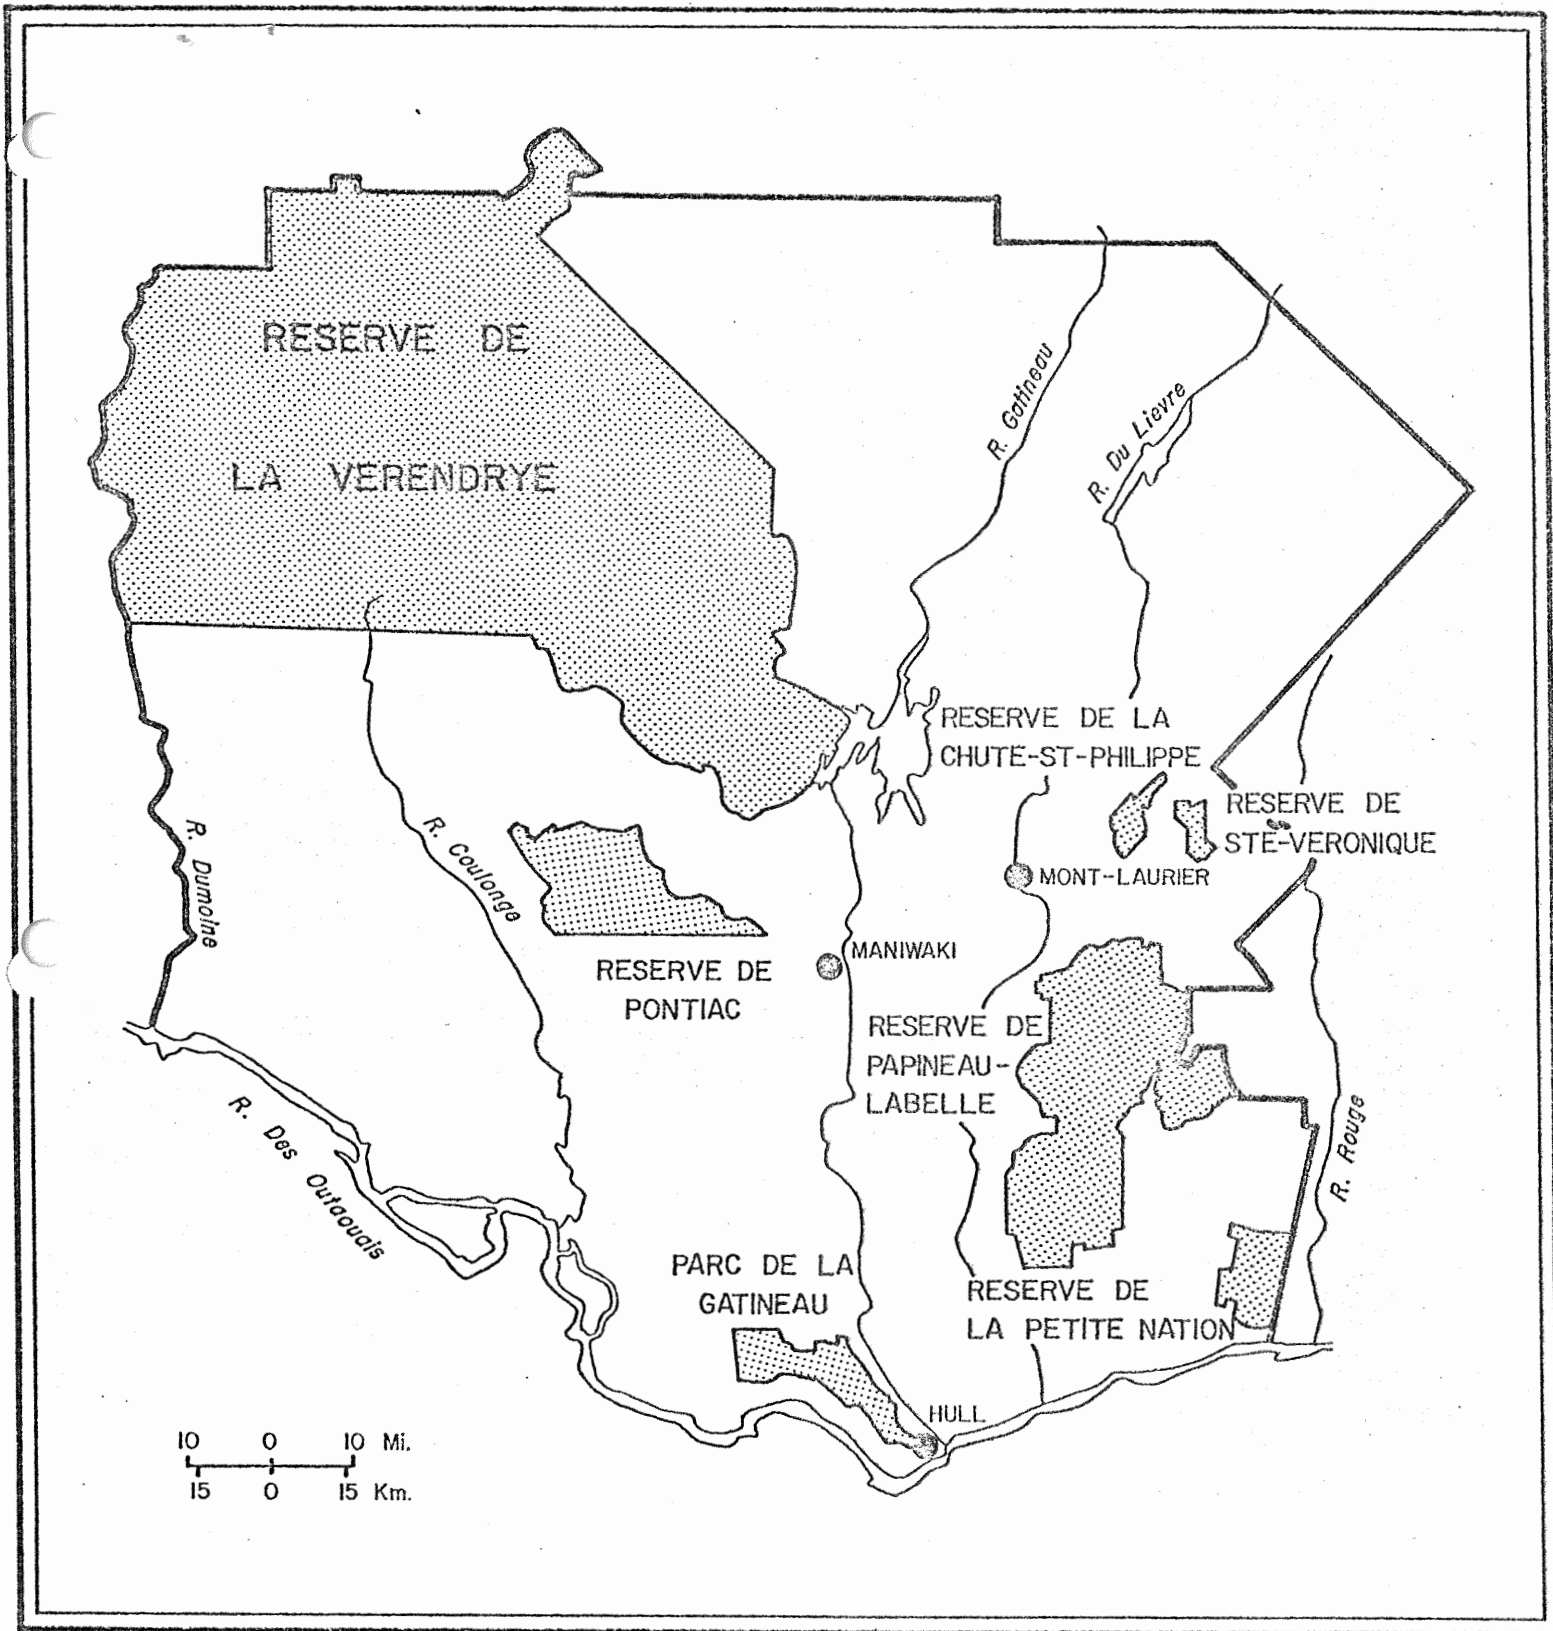 RESERVE DE
LA VERENDRYE
R. Gatineau
R. Du Lievre
RESERVE DE LA
CHUTE-ST-PHILIPPE
RESERVE DE
STE-VERONIQUE
R. Dumoine
R. Coulonge
MONT-LAURIER
MANIWAKI
RESERVE DE
PONTIAC
RESERVE DE
PAPINEAU-
LABELLE
R. Des Outaouais
R. Rouge
PARC DE LA
GATINEAU
RESERVE DE
LA PETITE NATION
HULL
10 0 10 Mi.
15 0 15 Km.